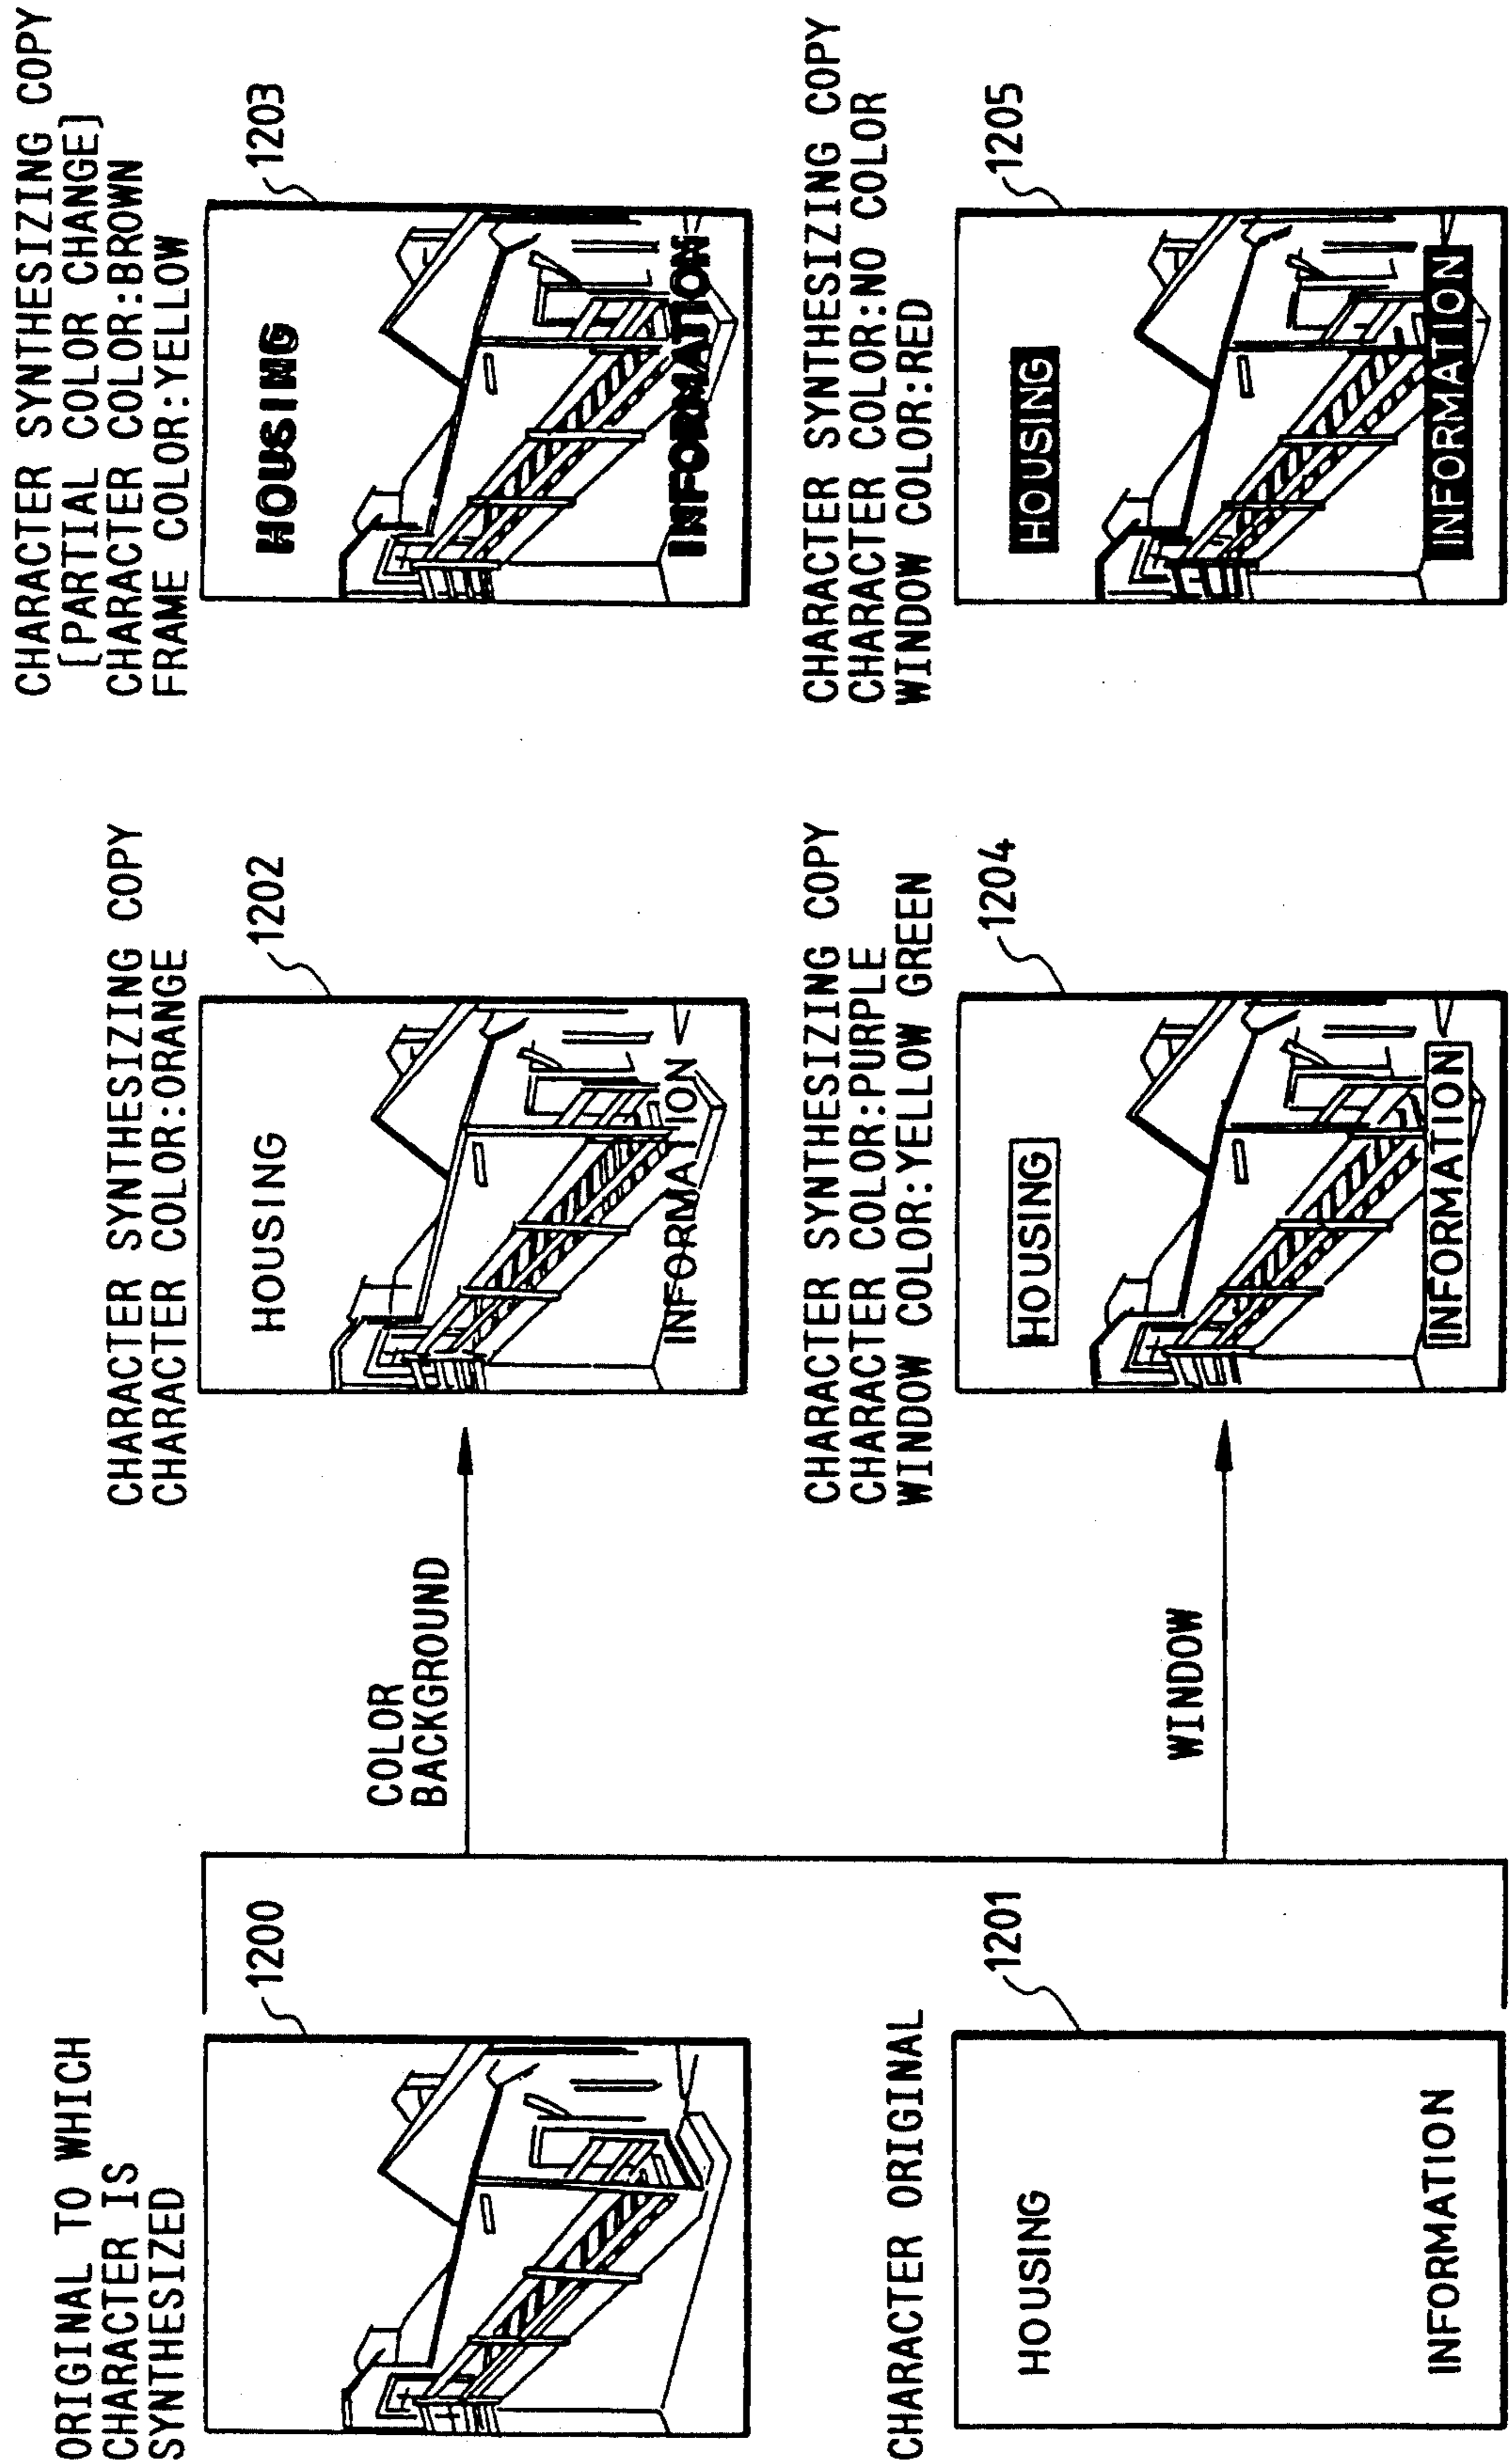 ORIGINAL TO WHICH
CHARACTER IS
SYNTHESIZED
1200
HOUSING
INFORMATION
CHARACTER ORIGINAL
1201
COLOR
BACKGROUND
WINDOW
CHARACTER SYNTHESIZING COPY
CHARACTER COLOR:ORANGE
1202
HOUSING
INFORMATION
CHARACTER SYNTHESIZING COPY
[PARTIAL COLOR CHANGE]
CHARACTER COLOR:BROWN
FRAME COLOR:YELLOW
1203
HOUSING
INFORMATION
CHARACTER SYNTHESIZING COPY
CHARACTER COLOR:PURPLE
WINDOW COLOR:YELLOW GREEN
1204
HOUSING
INFORMATION
CHARACTER SYNTHESIZING COPY
CHARACTER COLOR:NO COLOR
WINDOW COLOR:RED
1205
HOUSING
INFORMATION